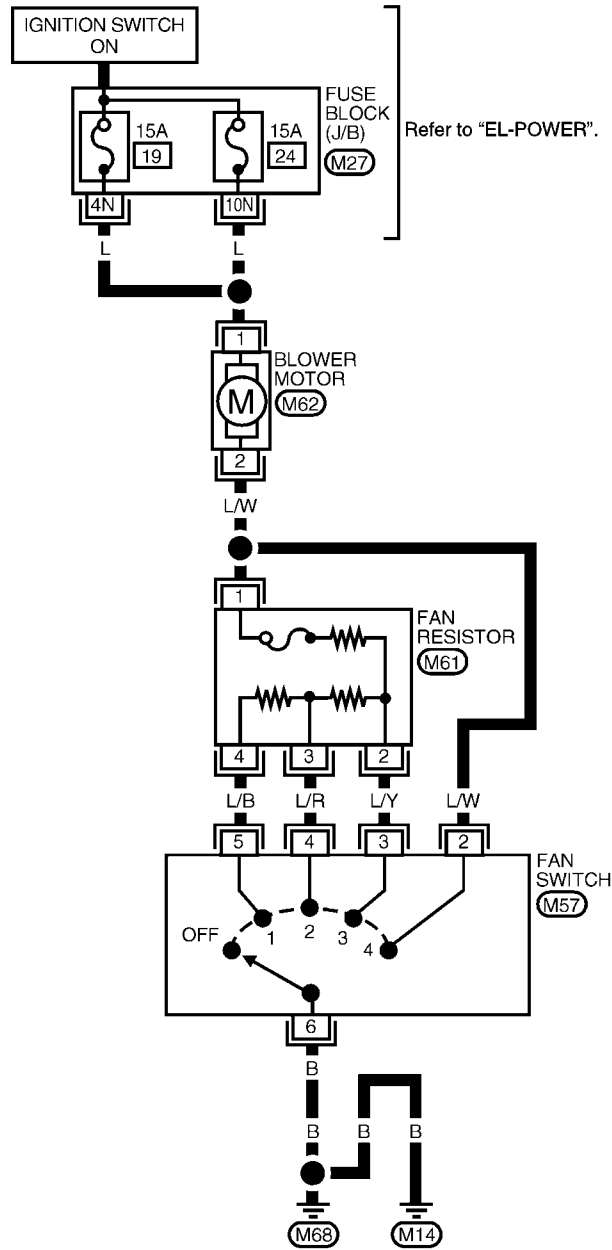 IGNITION SWITCH
ON
FUSE
BLOCK
(J/B)
M27
Refer to “EL-POWER”.
15A
19
15A
24
4N
10N
L
L
1
BLOWER
MOTOR
M62
M
2
L/W
1
FAN
RESISTOR
M61
4
3
2
L/B
L/R
L/Y
L/W
5
4
3
2
FAN
SWITCH
M57
OFF
1
2
3
4
6
B
B
B
B
M68
M14